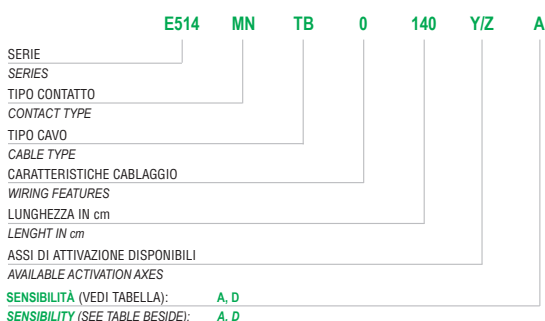 E514 MN TB 0 140 Y/Z A
SERIE
SERIES
TIPO CONTATTO
CONTACT TYPE
TIPO CAVO
CABLE TYPE
CARATTERISTICHE CABLAGGIO
WIRING FEATURES
LUNGHEZZA IN cm
LENGHT IN cm
ASSI DI ATTIVAZIONE DISPONIBILI
AVAILABLE ACTIVATION AXES
SENSIBILITÀ (VEDI TABELLA): A, D
SENSIBILITY (SEE TABLE BESIDE): A, D